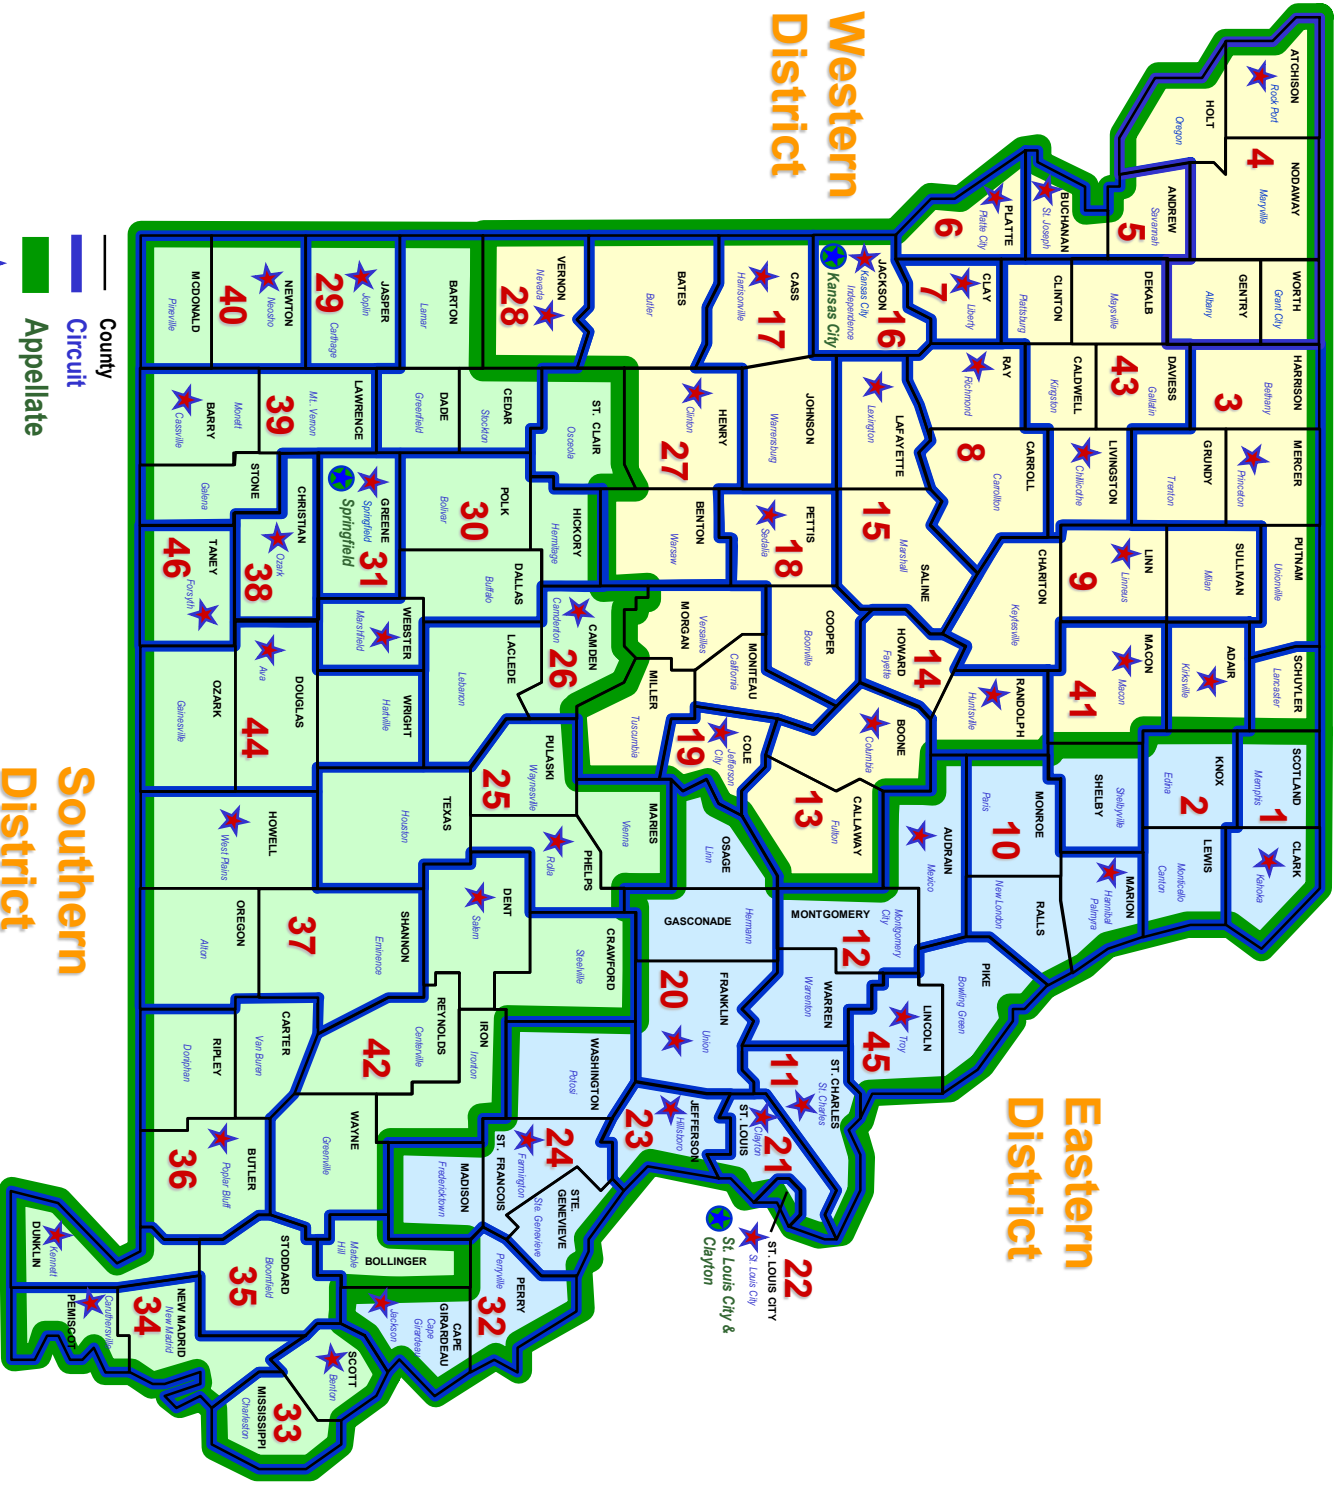 Western
District
Eastern
District
Southern
District
ATCHISON
Rock Port
NODAWAY
Maryville
4
HOLT
Oregon
WORTH
Grant City
GENTRY
Albany
ANDREW
Savannah
5
DEKALB
Maysville
BUCHANAN
St. Joseph
CLINTON
Plattsburg
PLATTE
Platte City
6
CLAY
Liberty
7
HARRISON
Bethany
3
MERCER
Princeton
GRUNDY
Trenton
DAVIESS
Gallatin
43
CALDWELL
Kingston
LIVINGSTON
Chillicothe
RAY
Richmond
CARROLL
Carrollton
8
PUTNAM
Unionville
SULLIVAN
Milan
LINN
Linneus
9
CHARITON
Keytesville
SCHUYLER
Lancaster
ADAIR
Kirksville
MACON
Macon
41
RANDOLPH
Huntsville
HOWARD
Fayette
14
SCOTLAND
Memphis
1
CLARK
Kahoka
KNOX
Edina
2
LEWIS
Monticello
Canton
SHELBY
Shelbyville
MARION
Hannibal
Palmyra
MONROE
Paris
10
RALLS
New London
AUDRAIN
Mexico
PIKE
Bowling Green
JACKSON
Kansas City
Independence
16
Kansas City
LAFAYETTE
Lexington
15
SALINE
Marshall
CASS
Harrisonville
17
JOHNSON
Warrensburg
PETTIS
Sedalia
18
COOPER
Boonville
BOONE
Columbia
CALLAWAY
Fulton
13
MONTGOMERY
Montgomery
City
12
LINCOLN
Troy
45
WARREN
Warrenton
ST. CHARLES
St. Charles
11
BATES
Butler
HENRY
Clinton
27
BENTON
Warsaw
MORGAN
Versailles
MONITEAU
California
COLE
Jefferson
City
19
MILLER
Tuscumbia
OSAGE
Linn
GASCONADE
Hermann
FRANKLIN
Union
20
ST. LOUIS
Clayton
21
ST. LOUIS CITY
St. Louis City
22
St. Louis City &
Clayton
JEFFERSON
Hillsboro
23
VERNON
Nevada
28
ST. CLAIR
Osceola
HICKORY
Hermitage
CAMDEN
Camdenton
26
MARIES
Vienna
PULASKI
Waynesville
25
PHELPS
Rolla
CRAWFORD
Steelville
WASHINGTON
Potosi
ST. FRANCOIS
Farmington
24
STE.
GENEVIEVE
Ste. Genevieve
PERRY
Perryville
32
BARTON
Lamar
CEDAR
Stockton
DADE
Greenfield
POLK
Bolivar
30
DALLAS
Buffalo
LACLEDE
Lebanon
TEXAS
Houston
DENT
Salem
IRON
Ironton
REYNOLDS
Centerville
42
MADISON
Fredericktown
BOLLINGER
Marble
Hill
CAPE
GIRARDEAU
Cape
Girardeau
Jackson
JASPER
Joplin
Carthage
29
LAWRENCE
Mt. Vernon
39
GREENE
Springfield
31
Springfield
WEBSTER
Marshfield
WRIGHT
Hartville
SHANNON
Eminence
37
WAYNE
Greenville
NEWTON
Neosho
40
MCDONALD
Pineville
BARRY
Monett
Cassville
STONE
Galena
CHRISTIAN
Ozark
38
TANEY
Forsyth
46
DOUGLAS
Ava
44
OZARK
Gainesville
HOWELL
West Plains
OREGON
Alton
CARTER
Van Buren
RIPLEY
Doniphan
BUTLER
Poplar Bluff
36
STODDARD
Bloomfield
35
SCOTT
Benton
MISSISSIPPI
Charleston
33
NEW MADRID
New Madrid
34
DUNKLIN
Kennett
PEMISCOT
Caruthersville
County
Circuit
Appellate